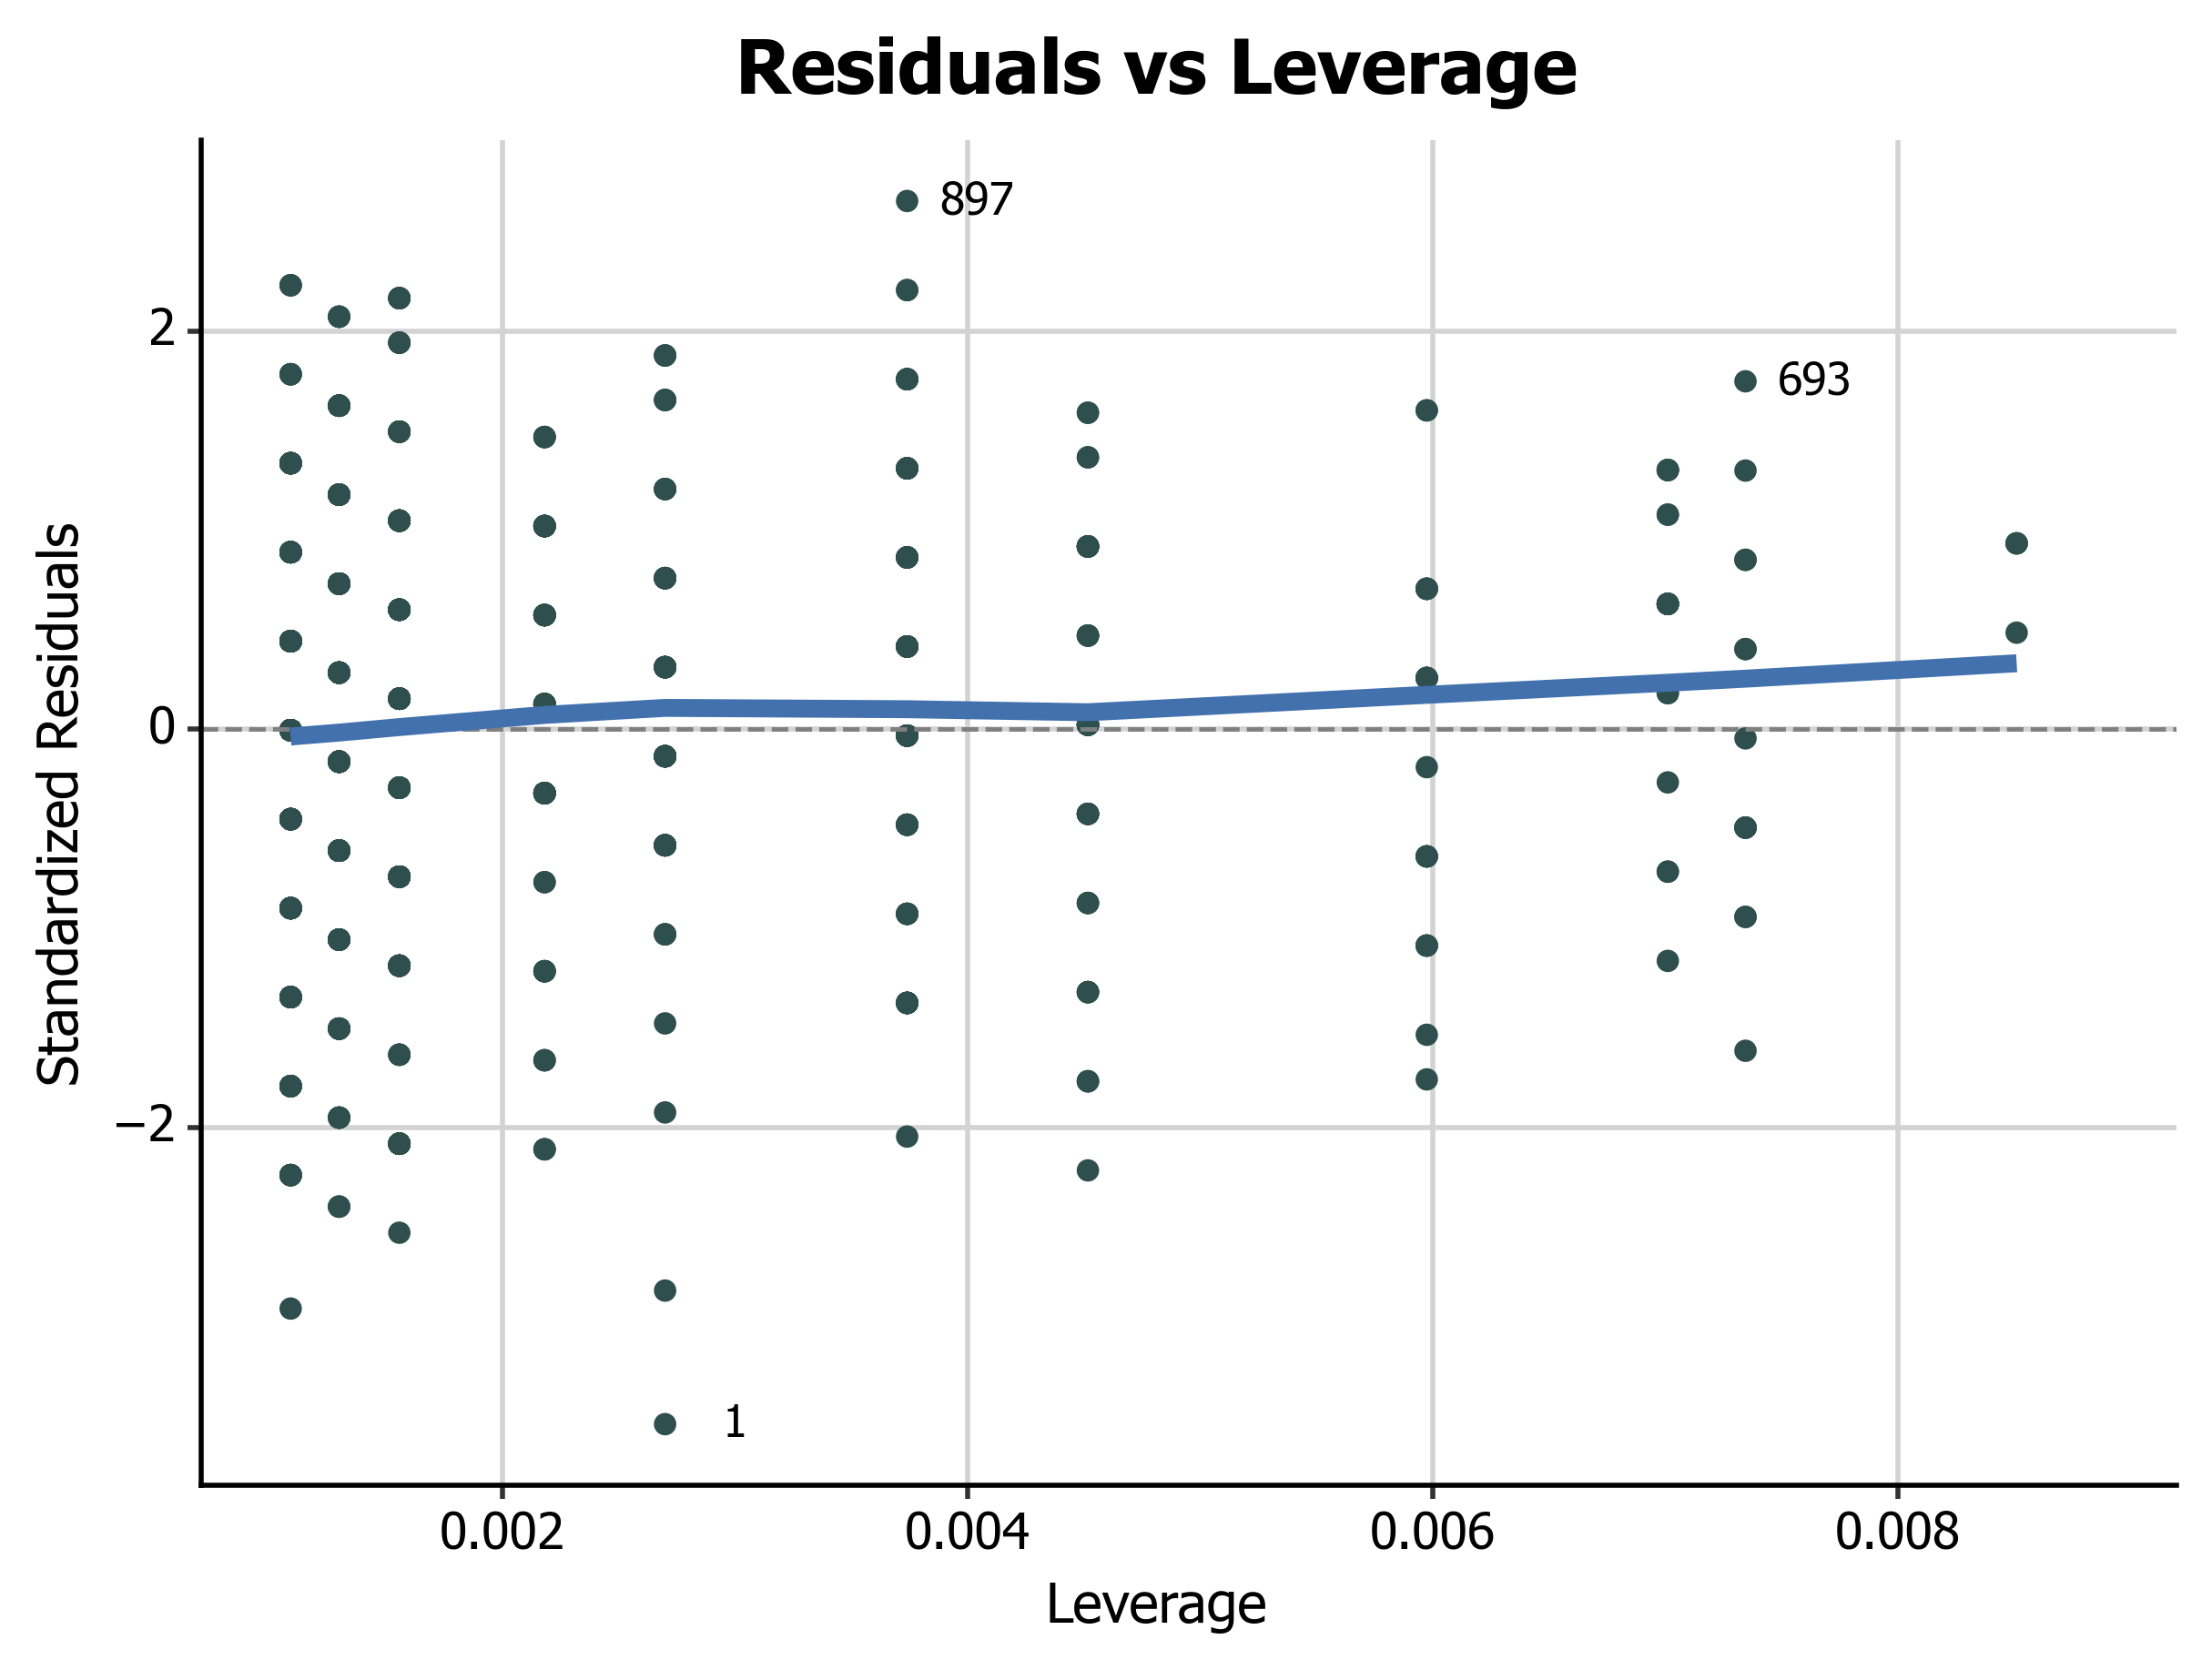 Residuals vs Leverage
897
2
693
0
−2
1
Standardized Residuals
0.002 0.004 0.006 0.008
Leverage